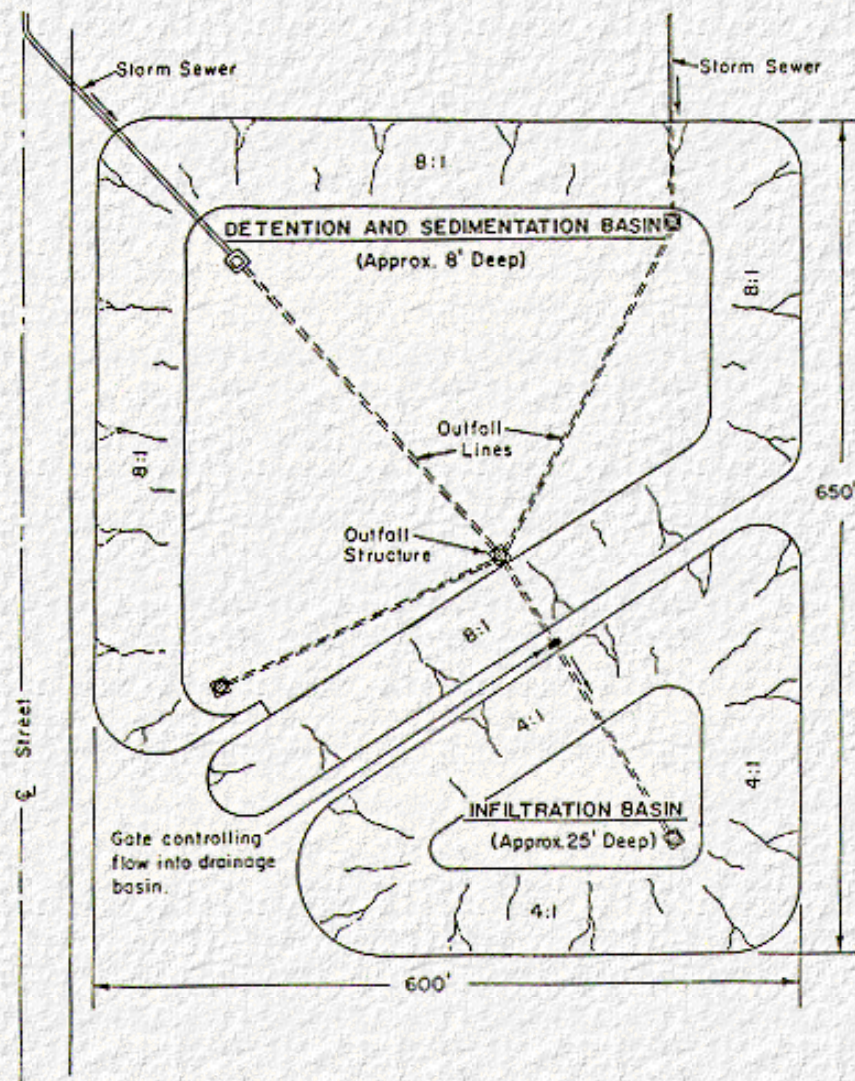 Storm Sewer
Storm Sewer
8:1
DETENTION AND SEDIMENTATION BASIN
(Approx. 8' Deep)
8:1
Outfall
Lines
8:1
650'
Outfall
Structure
8:1
℄ Street
4:1
4:1
INFILTRATION BASIN
(Approx. 25' Deep)
Gate controlling
flow into drainage
basin.
4:1
600'